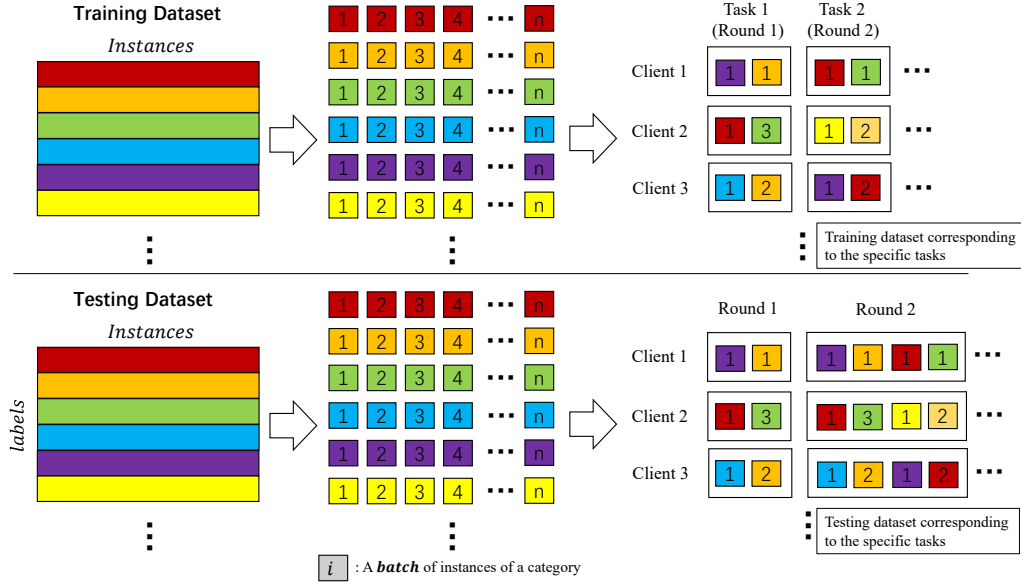 Training Dataset
Instances
1 2 3 4 ··· n
1 2 3 4 ··· n
1 2 3 4 ··· n
1 2 3 4 ··· n
1 2 3 4 ··· n
1 2 3 4 ··· n
Task 1
(Round 1)
Task 2
(Round 2)
Client 1
1 1
1 1 ···
Client 2
1 3
1 2 ···
Client 3
1 2
1 2 ···
Training dataset corresponding
to the specific tasks
Testing Dataset
Instances
labels
1 2 3 4 ··· n
1 2 3 4 ··· n
1 2 3 4 ··· n
1 2 3 4 ··· n
1 2 3 4 ··· n
1 2 3 4 ··· n
Round 1
Round 2
Client 1
1 1
1 1 1 1 ···
Client 2
1 3
1 3 1 2 ···
Client 3
1 2
1 2 1 2 ···
Testing dataset corresponding
to the specific tasks
i : A batch of instances of a category